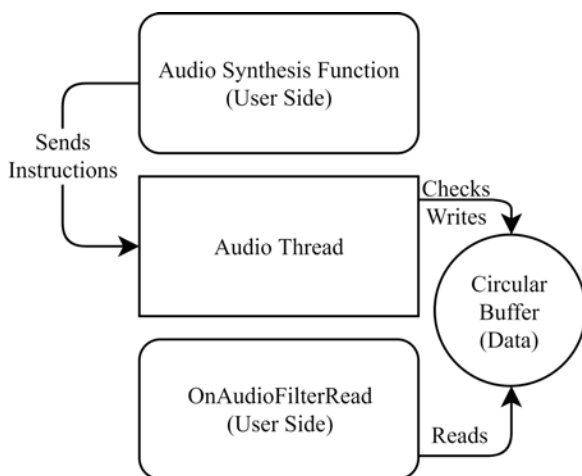 Audio Synthesis Function
(User Side)
Sends
Instructions
Audio Thread
Checks
Writes
Circular
Buffer
(Data)
OnAudioFilterRead
(User Side)
Reads